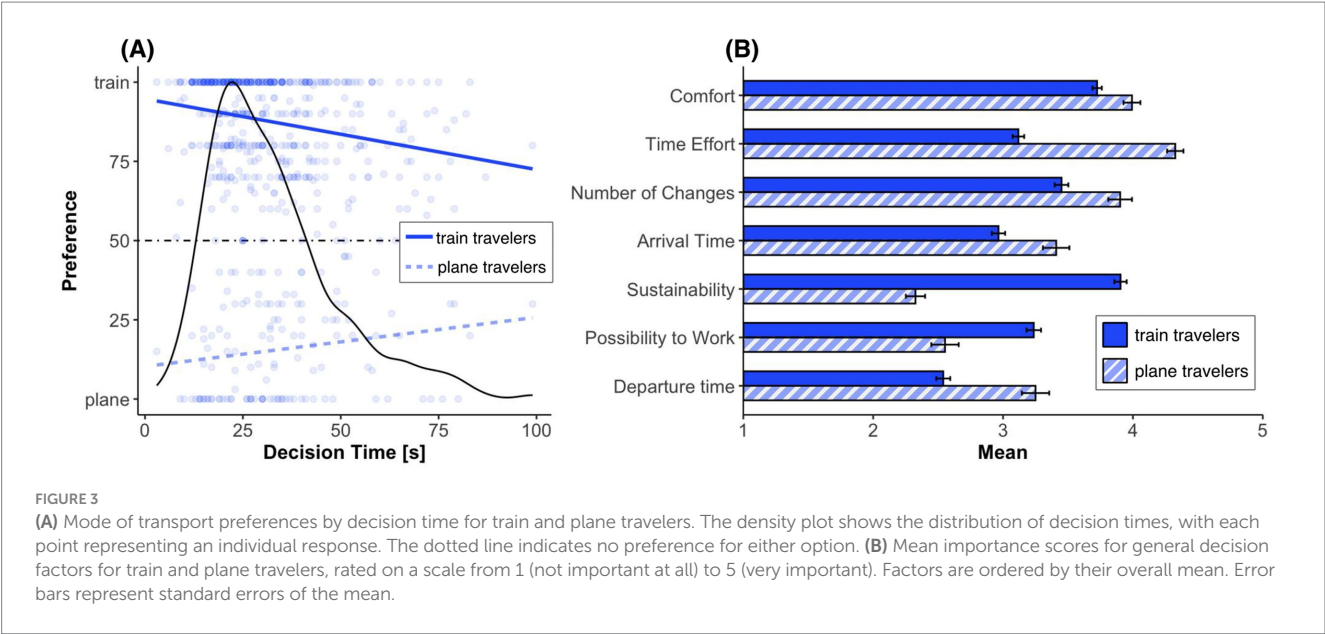 (A)
train
75
50
25
plane
Preference
0
25
50
75
100
Decision Time [s]
train travelers
plane travelers
(B)
Comfort
Time Effort
Number of Changes
Arrival Time
Sustainability
Possibility to Work
Departure time
1
2
3
4
5
Mean
train travelers
plane travelers
FIGURE 3
(A) Mode of transport preferences by decision time for train and plane travelers. The density plot shows the distribution of decision times, with each
point representing an individual response. The dotted line indicates no preference for either option. (B) Mean importance scores for general decision
factors for train and plane travelers, rated on a scale from 1 (not important at all) to 5 (very important). Factors are ordered by their overall mean. Error
bars represent standard errors of the mean.